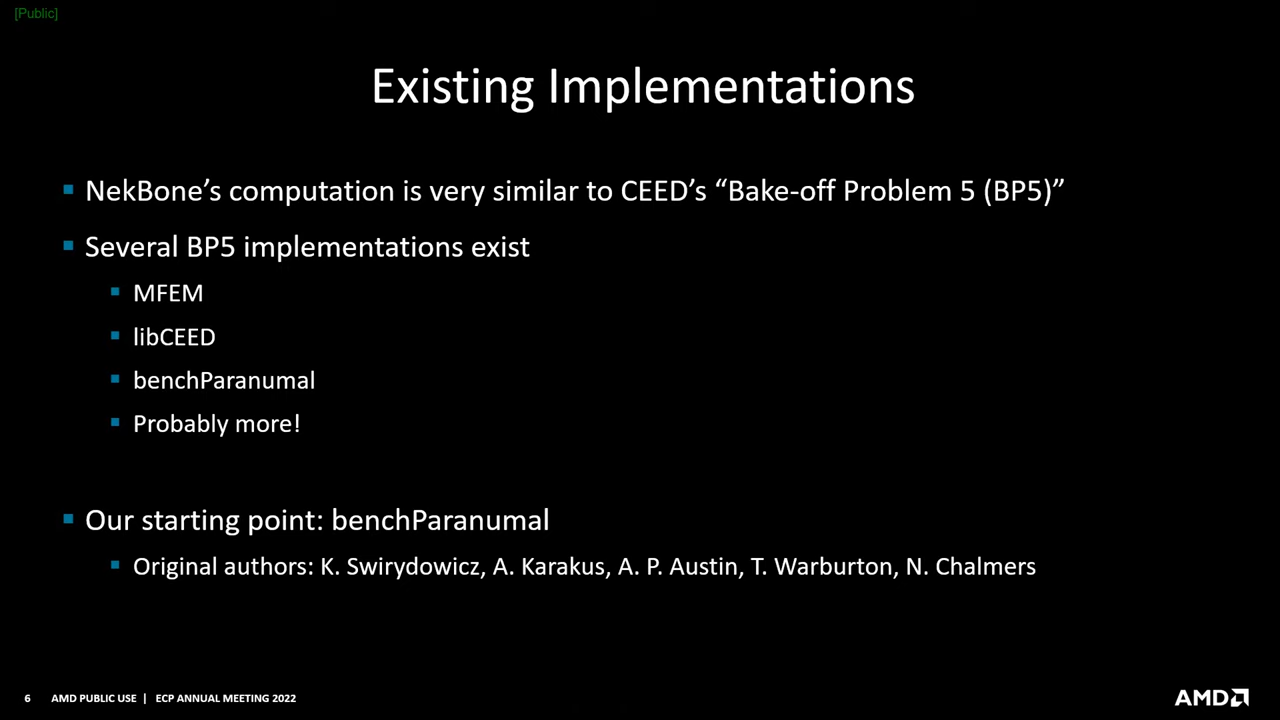 [Public]
Existing Implementations
NekBone’s computation is very similar to CEED’s “Bake-off Problem 5 (BP5)”
Several BP5 implementations exist
MFEM
libCEED
benchParanumal
Probably more!
Our starting point: benchParanumal
Original authors: K. Swirydowicz, A. Karakus, A. P. Austin, T. Warburton, N. Chalmers
6 AMD PUBLIC USE | ECP ANNUAL MEETING 2022
AMD